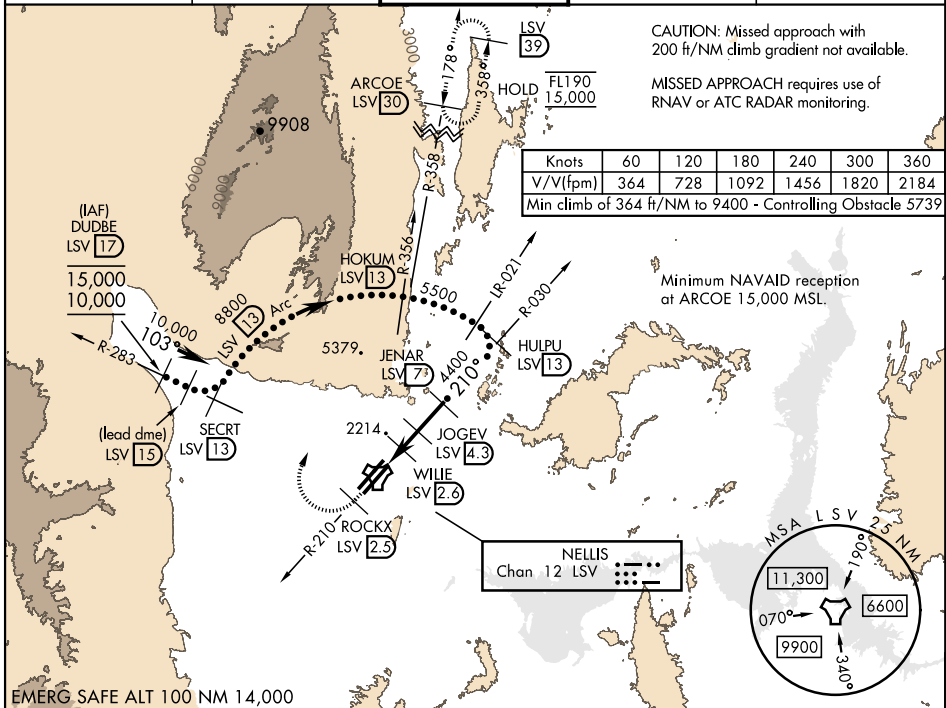 CAUTION: Missed approach with
200 ft/NM climb gradient not available.
MISSED APPROACH requires use of
RNAV or ATC RADAR monitoring.
LSV
39
3000
178°
358°
ARCOE
LSV 30
HOLD
FL190
15,000
9908
6000
9000
Knots 60 120 180 240 300 360
V/V(fpm) 364 728 1092 1456 1820 2184
Min climb of 364 ft/NM to 9400 - Controlling Obstacle 5739
R-358
R-356
(IAF)
DUDBE
LSV 17
15,000
10,000
HOKUM
LSV 13
5500
LR-021
R-030
Minimum NAVAID reception
at ARCOE 15,000 MSL.
10,000
103°
8800
LSV 13 Arc
R-283
5379
JENAR
LSV 7
4400
210°
HULPU
LSV 13
(lead dme)
LSV 15
SECRT
LSV 13
2214
JOGEV
LSV 4.3
WILIE
LSV 2.6
ROCKX
LSV 2.5
R-210
NELLIS
Chan 12 LSV
MSA LSV 25 NM
190°
11,300
070°
6600
9900
340°
EMERG SAFE ALT 100 NM 14,000